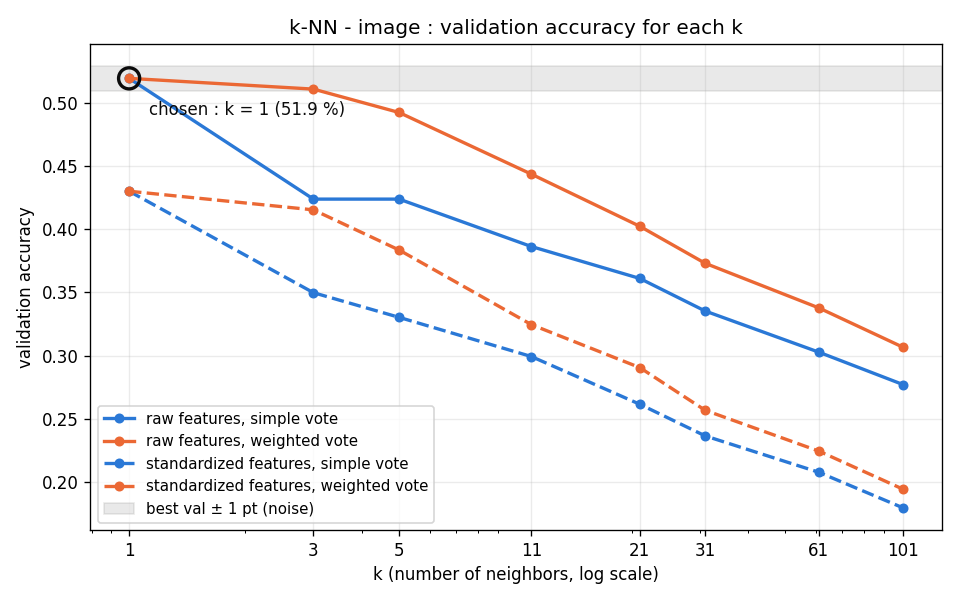 k-NN - image : validation accuracy for each k
validation accuracy
0.50
0.45
0.40
0.35
0.30
0.25
0.20
chosen : k = 1 (51.9 %)
raw features, simple vote
raw features, weighted vote
standardized features, simple vote
standardized features, weighted vote
best val ± 1 pt (noise)
1 3 5 11 21 31 61 101
k (number of neighbors, log scale)